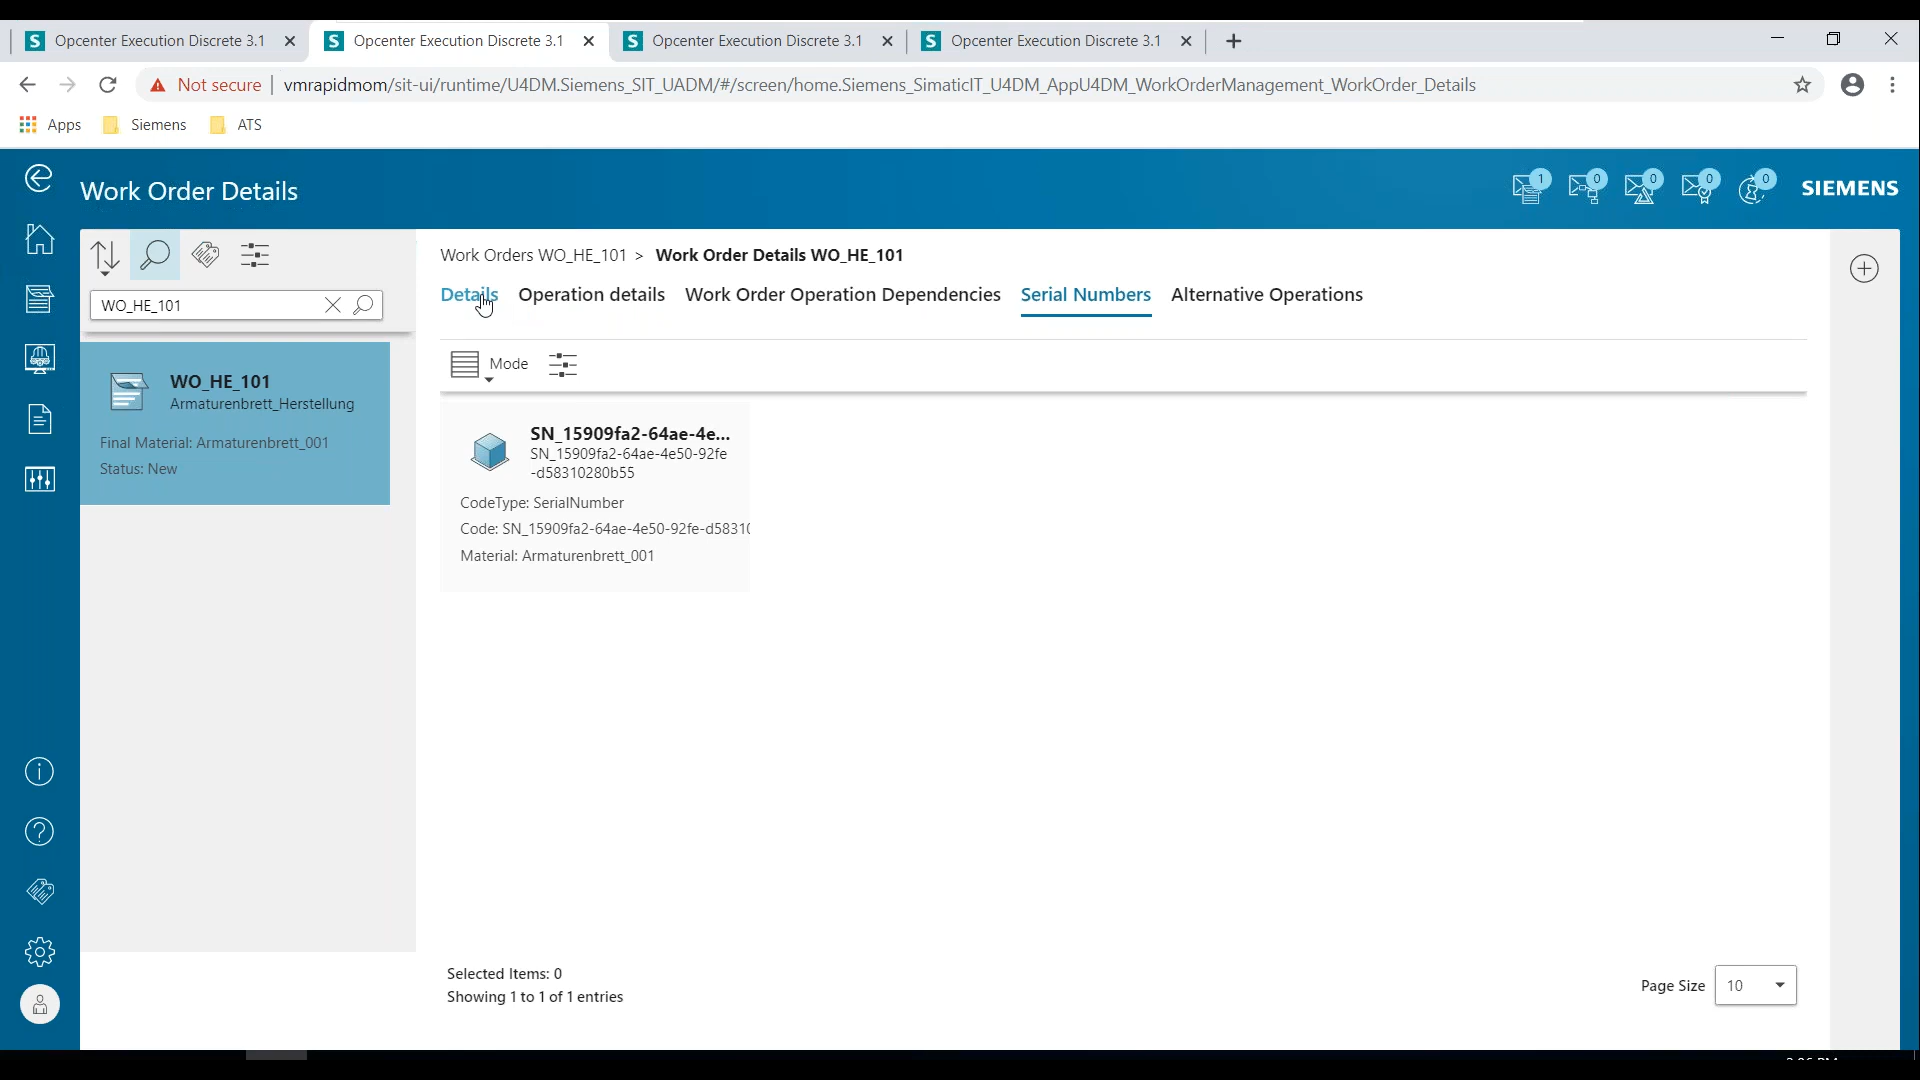 Opcenter Execution Discrete 3.1
Opcenter Execution Discrete 3.1
Opcenter Execution Discrete 3.1
Opcenter Execution Discrete 3.1
Not secure
vmrapidmom/sit-ui/runtime/U4DM.Siemens_SIT_UADM/#/screen/home.Siemens_SimaticIT_U4DM_AppU4DM_WorkOrderManagement_WorkOrder_Details
Apps
Siemens
ATS
Work Order Details
1
0
0
0
0
SIEMENS
Work Orders WO_HE_101 > Work Order Details WO_HE_101
Details
Operation details
Work Order Operation Dependencies
Serial Numbers
Alternative Operations
WO_HE_101
Mode
WO_HE_101
Armaturenbrett_Herstellung
Final Material: Armaturenbrett_001
Status: New
SN_15909fa2-64ae-4e...
SN_15909fa2-64ae-4e50-92fe
-d58310280b55
CodeType: SerialNumber
Code: SN_15909fa2-64ae-4e50-92fe-d58310
Material: Armaturenbrett_001
Selected Items: 0
Showing 1 to 1 of 1 entries
Page Size
10